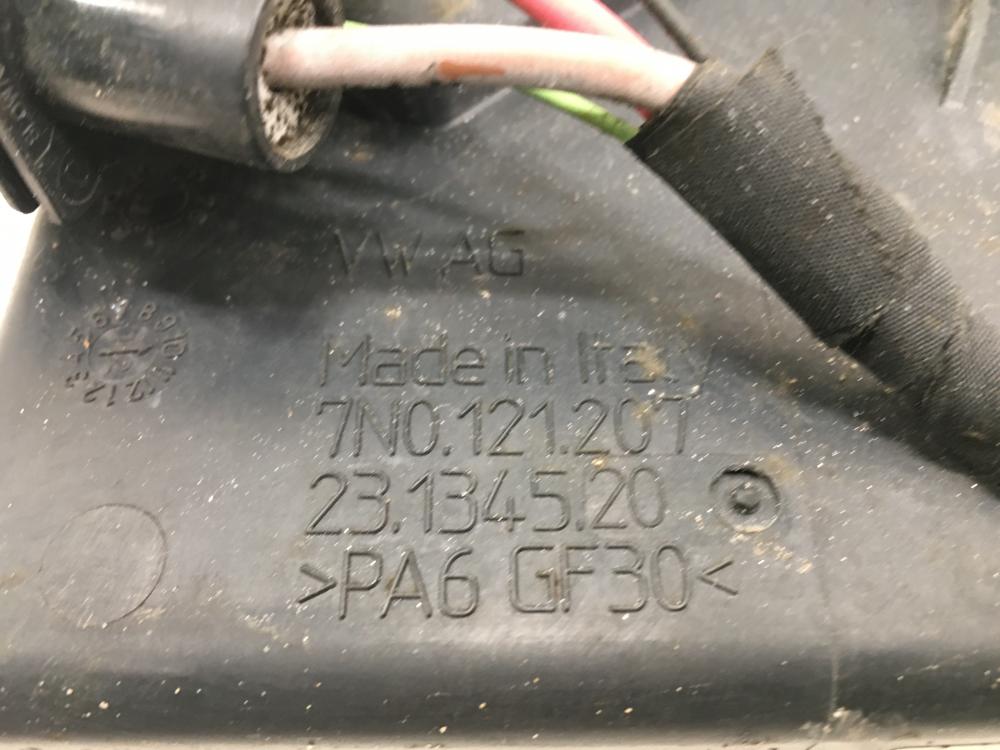 VW AG
Made in Italy
7N0.121.207
23.1345.20
>PA6 GF30<